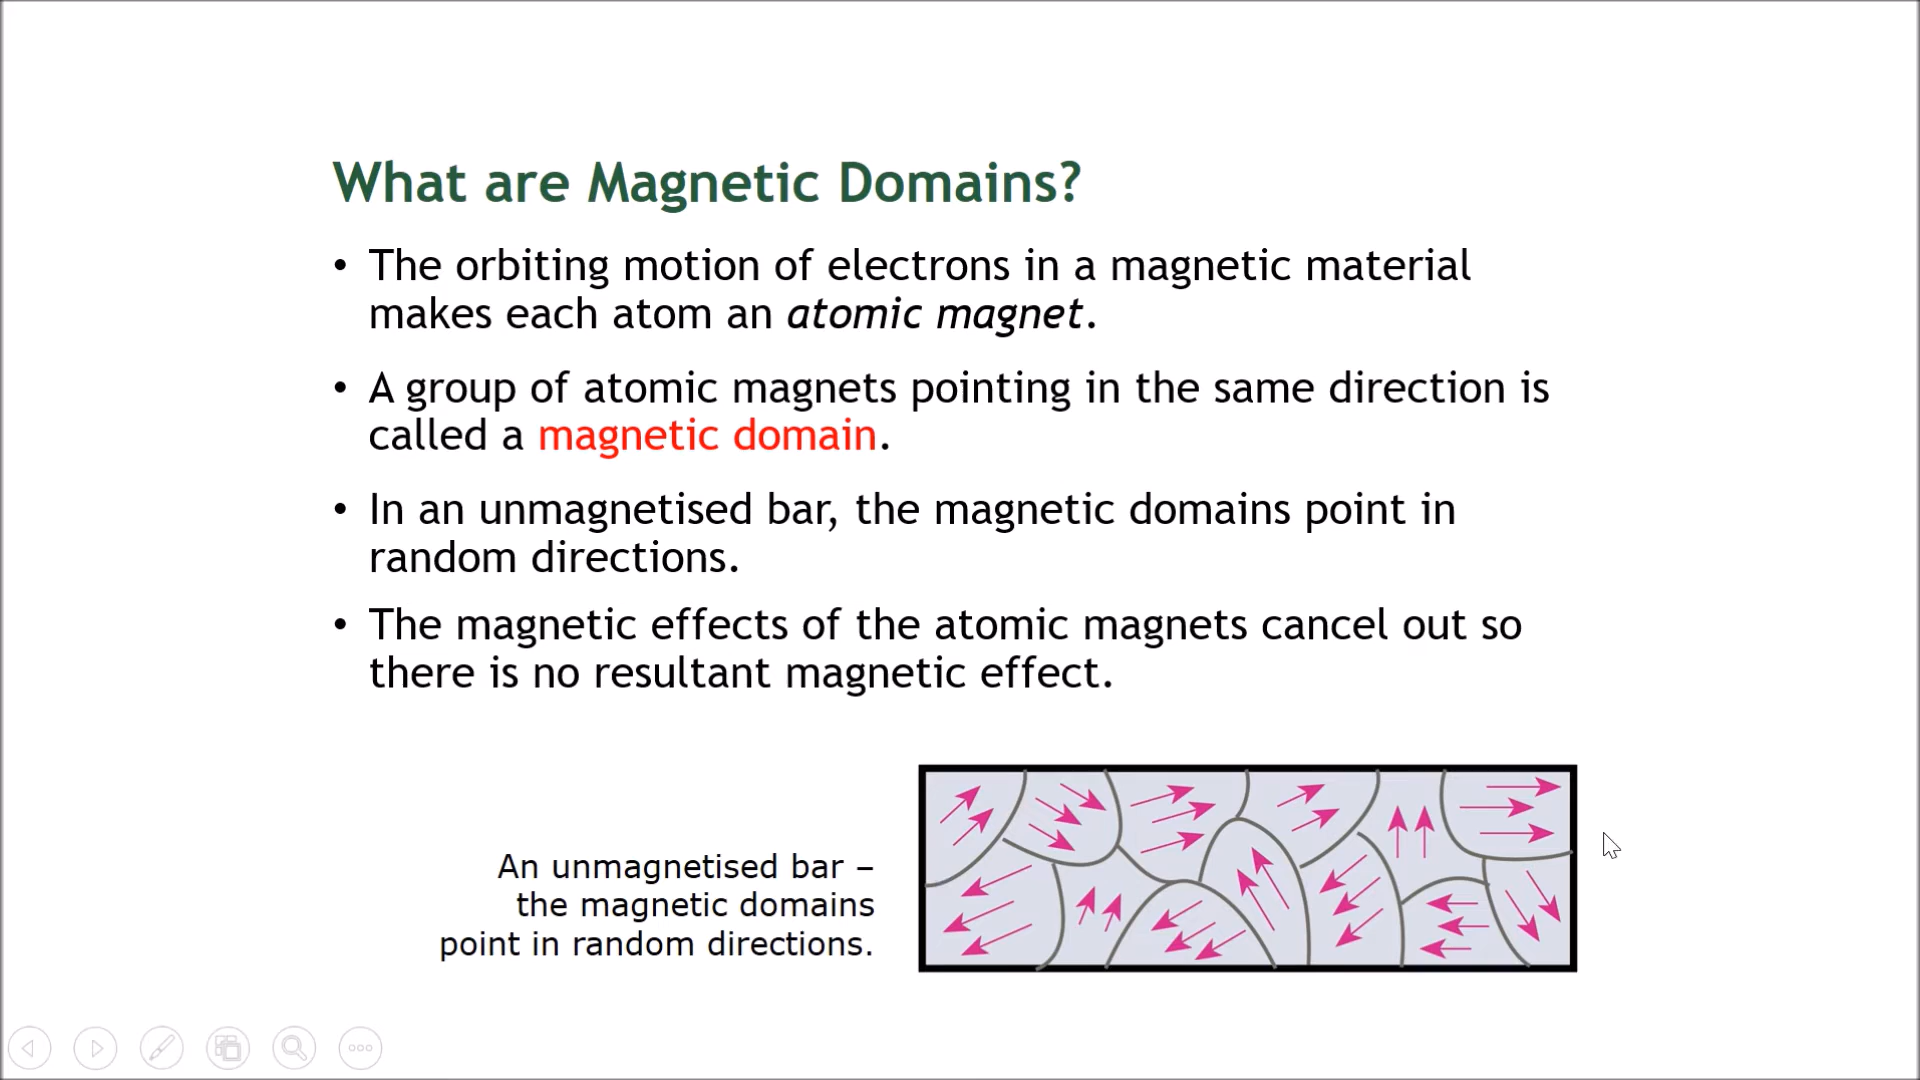 What are Magnetic Domains?
• The orbiting motion of electrons in a magnetic material
makes each atom an atomic magnet.
• A group of atomic magnets pointing in the same direction is
called a magnetic domain.
• In an unmagnetised bar, the magnetic domains point in
random directions.
• The magnetic effects of the atomic magnets cancel out so
there is no resultant magnetic effect.
An unmagnetised bar –
the magnetic domains
point in random directions.